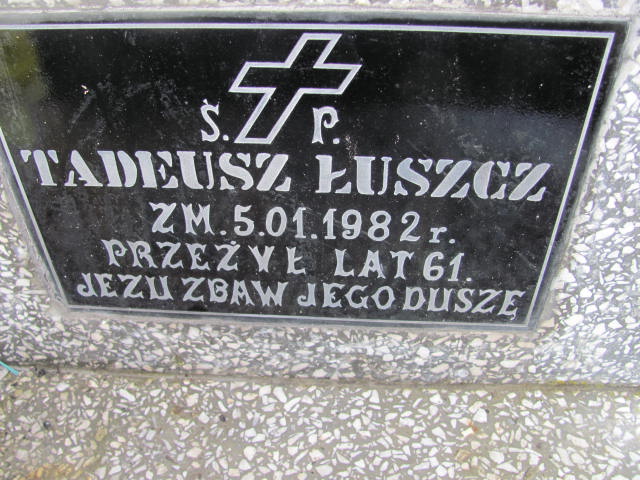 Ś. P.
TADEUSZ ŁUSZCZ
ZM. 5.01.1982 r.
PRZEŻYŁ LAT 61.
JEZU ZBAW JEGO DUSZĘ